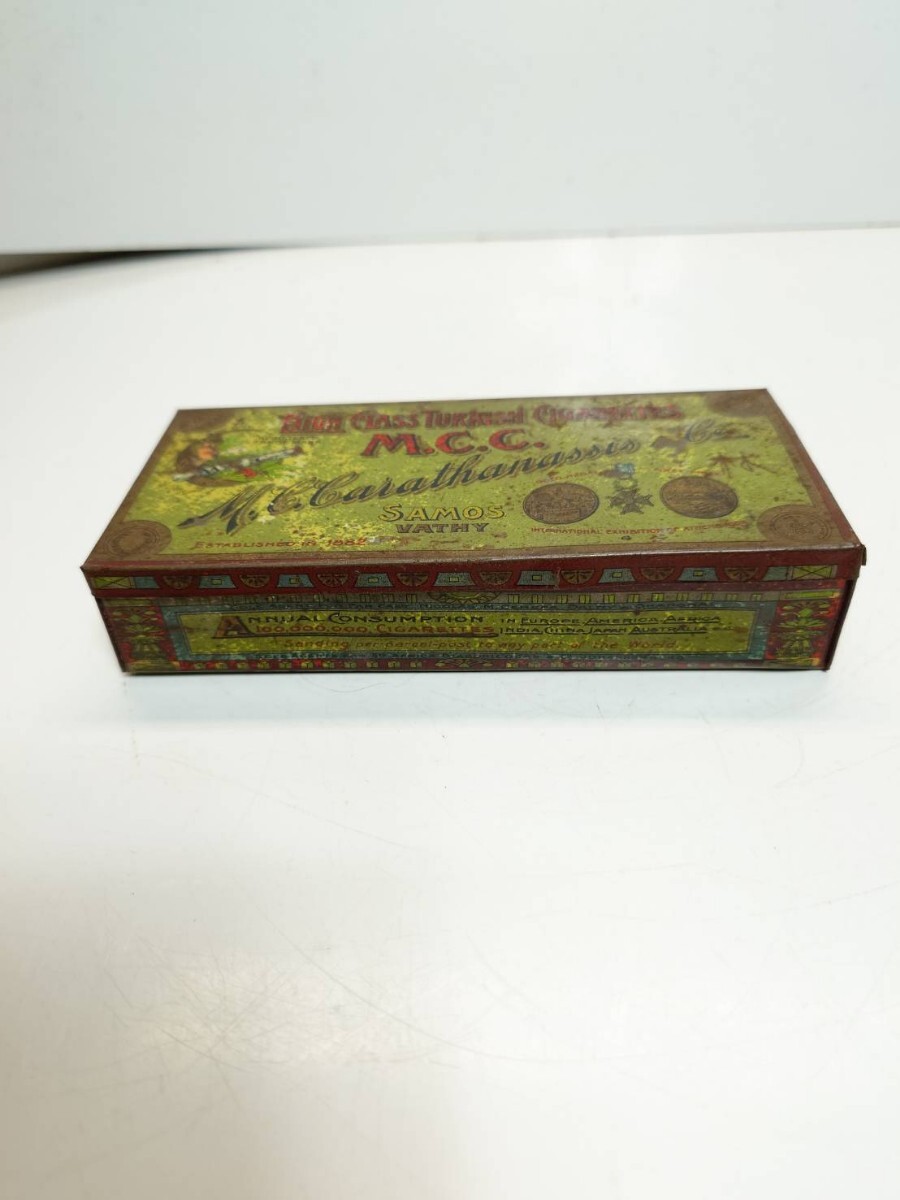 HIGH CLASS TURKISH CIGARETTES
M.C.C.
M. C. Carathanassis & Co.
SAMOS
VATHY
INTERNATIONAL EXHIBITION OF
ESTABLISHED IN
ANNUAL CONSUMPTION IN EUROPE, AMERICA, AFRICA
100,000,000, CIGARETTES INDIA, CHINA, JAPAN AUSTRALIA
Sending per parcel-post to any part of the World